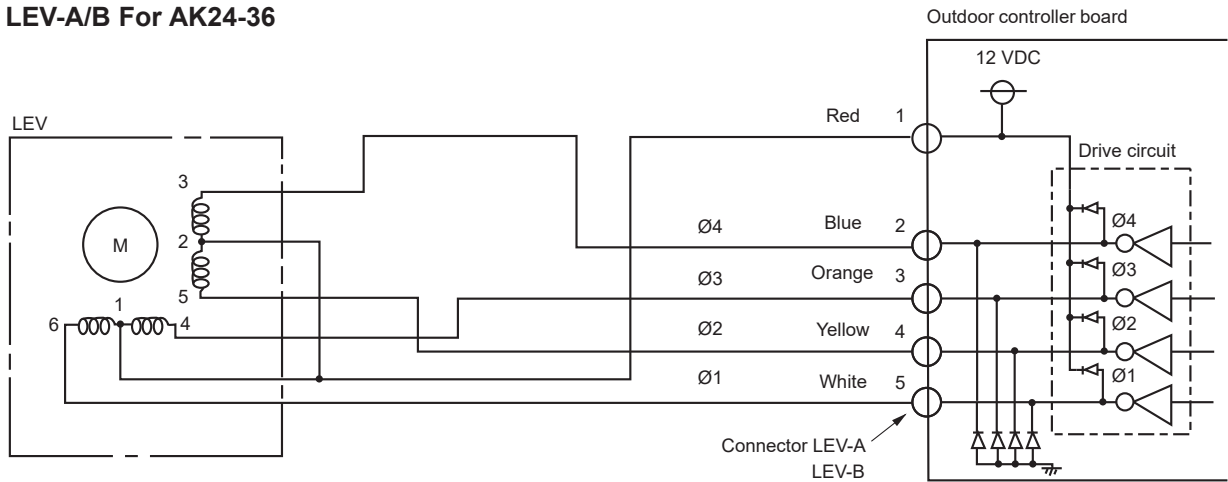 LEV-A/B For AK24-36
Outdoor controller board
12 VDC
LEV
Red 1
Drive circuit
3
Ø4 Blue 2
Ø4
M
2
Ø3 Orange 3
Ø3
5
1
6
4
Ø2 Yellow 4
Ø2
Ø1 White 5
Ø1
Connector LEV-A
LEV-B